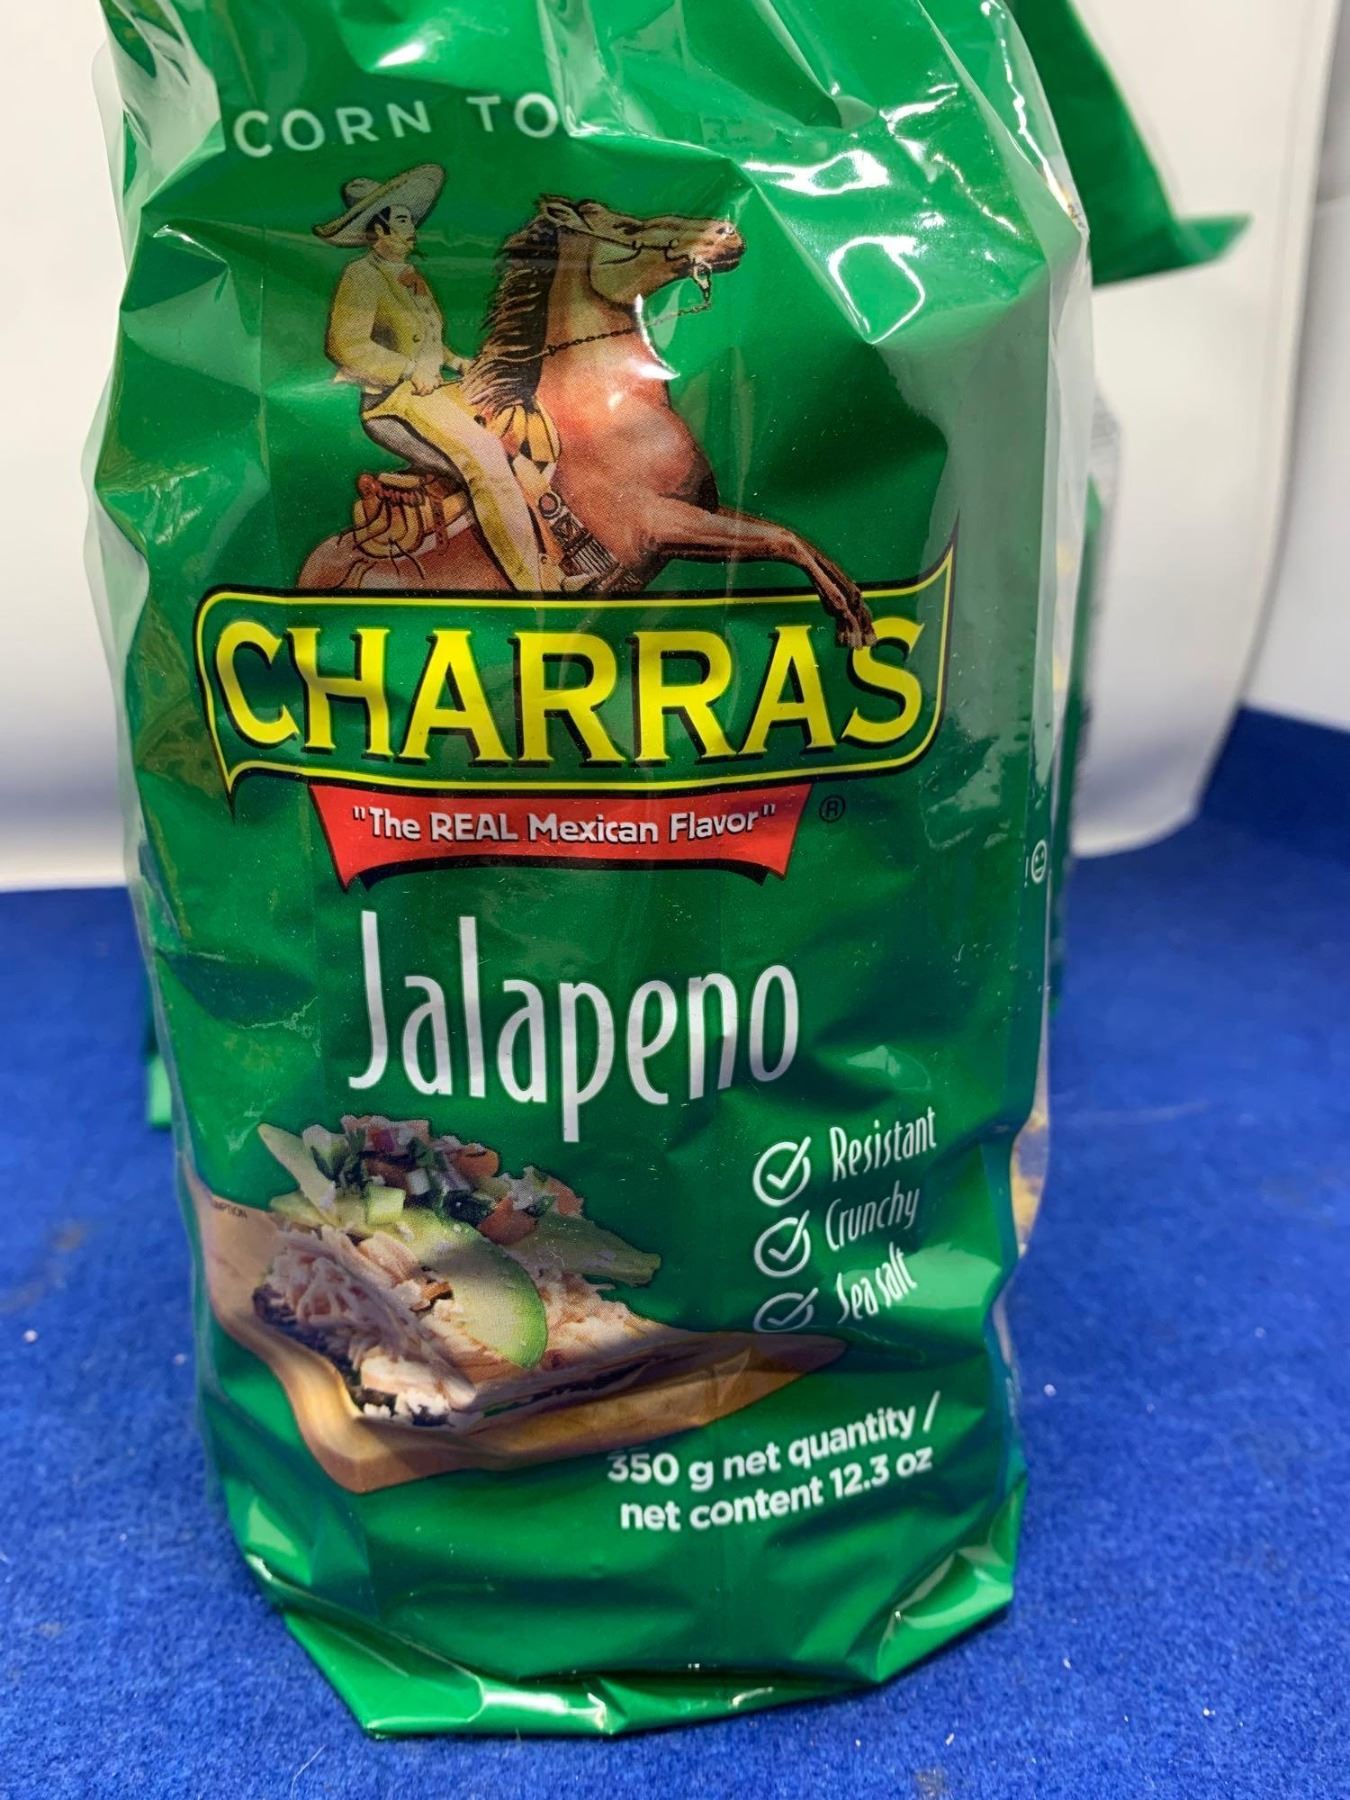 CORN TO
CHARRAS
"The REAL Mexican Flavor" ®
Jalapeno
Resistant
Crunchy
Sea salt
350 g net quantity /
net content 12.3 oz